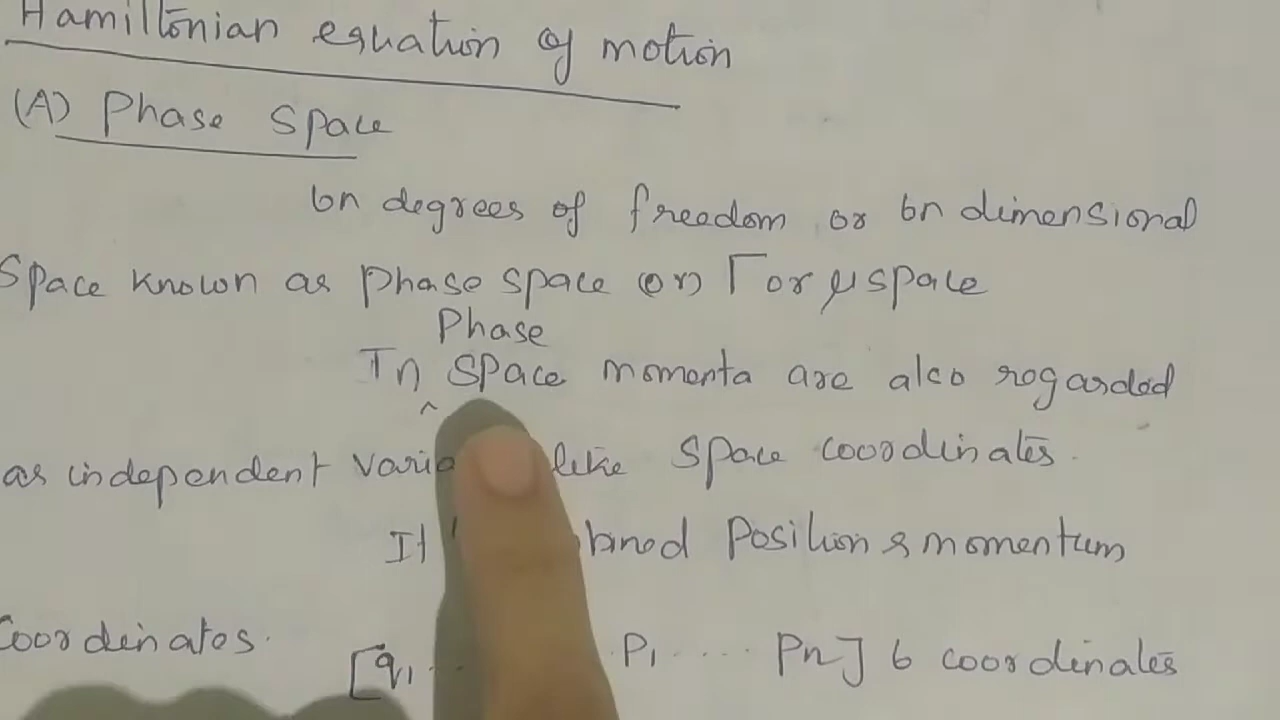 Hamiltonian equation of motion
(A) Phase Space
6n degrees of freedom or 6n dimensional
Space known as Phase space (or) Γ or μ space
Phase
In ^ space momenta are also regarded
as independent like space coordinates.
It Position & momentum
Coordinates.
[q1 .. P1 .... Pn] 6 coordinates